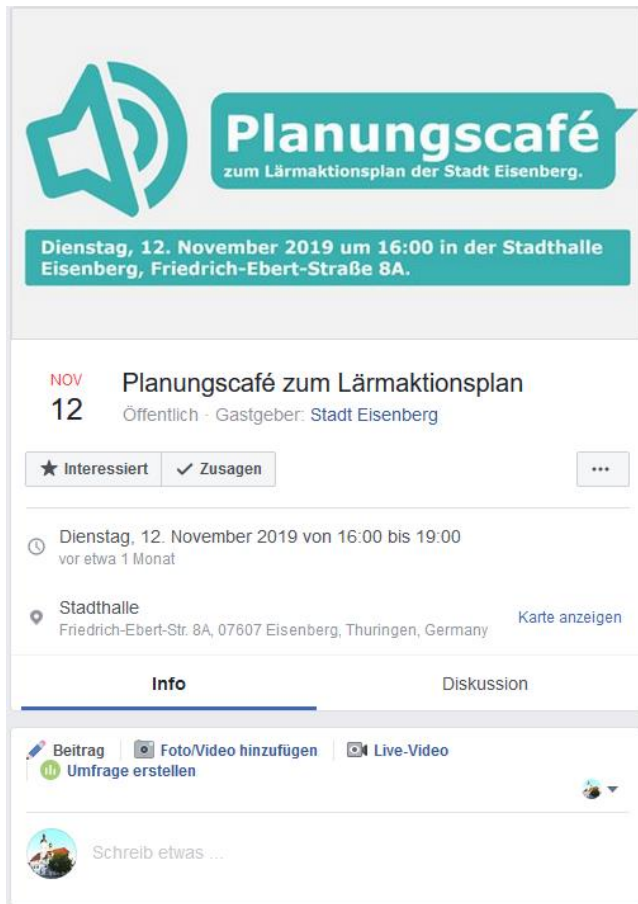 Planungscafé
zum Lärmaktionsplan der Stadt Eisenberg.
Dienstag, 12. November 2019 um 16:00 in der Stadthalle
Eisenberg, Friedrich-Ebert-Straße 8A.
NOV
12
Planungscafé zum Lärmaktionsplan
Öffentlich · Gastgeber: Stadt Eisenberg
Interessiert
Zusagen
...
Dienstag, 12. November 2019 von 16:00 bis 19:00
vor etwa 1 Monat
Stadthalle
Friedrich-Ebert-Str. 8A, 07607 Eisenberg, Thuringen, Germany
Karte anzeigen
Info
Diskussion
Beitrag
Foto/Video hinzufügen
Live-Video
Umfrage erstellen
Schreib etwas ...